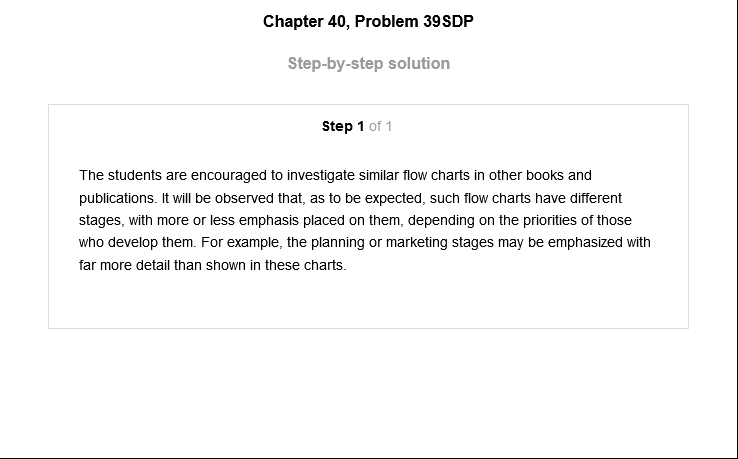 Chapter 40, Problem 39SDP
Step-by-step solution
Step 1 of 1
The students are encouraged to investigate similar flow charts in other books and
publications. It will be observed that, as to be expected, such flow charts have different
stages, with more or less emphasis placed on them, depending on the priorities of those
who develop them. For example, the planning or marketing stages may be emphasized with
far more detail than shown in these charts.